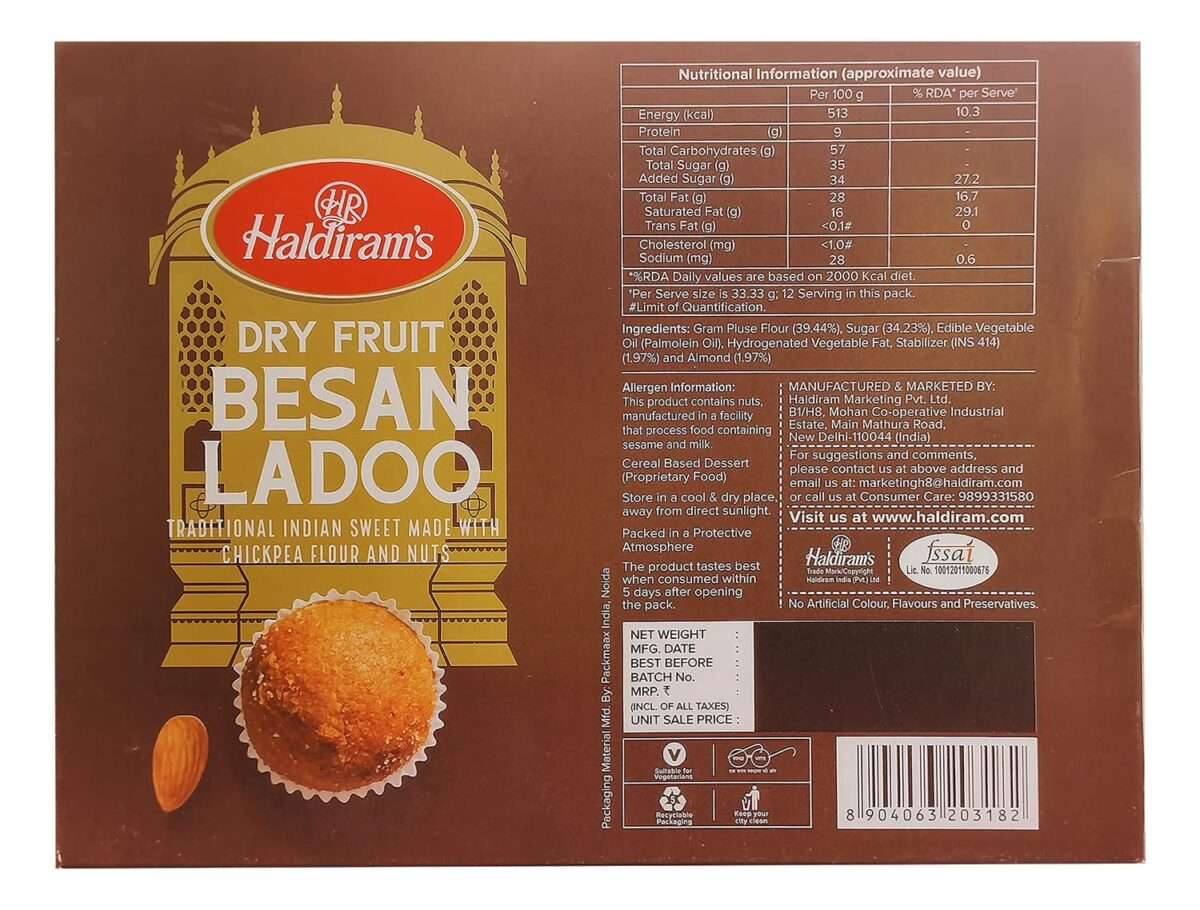 HR
Haldiram's
DRY FRUIT
BESAN
LADOO
TRADITIONAL INDIAN SWEET MADE WITH
CHICKPEA FLOUR AND NUTS
Nutritional Information (approximate value)
Per 100 g % RDA* per Serve†
Energy (kcal) 513 10.3
Protein (g) 9 -
Total Carbohydrates (g) 57 -
Total Sugar (g) 35 -
Added Sugar (g) 34 27.2
Total Fat (g) 28 16.7
Saturated Fat (g) 16 29.1
Trans Fat (g) <0.1# 0
Cholesterol (mg) <1.0# -
Sodium (mg) 28 0.6
*%RDA Daily values are based on 2000 Kcal diet.
†Per Serve size is 33.33 g; 12 Serving in this pack.
#Limit of Quantification.
Ingredients: Gram Pluse Flour (39.44%), Sugar (34.23%), Edible Vegetable
Oil (Palmolein Oil), Hydrogenated Vegetable Fat, Stabilizer (INS 414)
(1.97%) and Almond (1.97%)
Allergen Information:
This product contains nuts,
manufactured in a facility
that process food containing
sesame and milk.
Cereal Based Dessert
(Proprietary Food)
Store in a cool & dry place,
away from direct sunlight.
Packed in a Protective
Atmosphere
The product tastes best
when consumed within
5 days after opening
the pack.
MANUFACTURED & MARKETED BY:
Haldiram Marketing Pvt. Ltd.
B1/H8, Mohan Co-operative Industrial
Estate, Main Mathura Road,
New Delhi-110044 (India)
For suggestions and comments,
please contact us at above address and
email us at: marketingh8@haldiram.com
or call us at Consumer Care: 9899331580
Visit us at www.haldiram.com
HR
Haldiram's
Trade Mark/Copyright
Haldiram India (Pvt.) Ltd.
fssai
Lic. No. 10012011000676
No Artificial Colour, Flavours and Preservatives.
Packaging Material Mfd. By: Packmaax India, Noida
NET WEIGHT :
MFG. DATE :
BEST BEFORE :
BATCH No. :
MRP. ₹ :
(INCL. OF ALL TAXES)
UNIT SALE PRICE :
V
Suitable for
Vegetarians
स्वच्छ भारत
एक कदम स्वच्छता की ओर
5
Recyclable
Packaging
Keep your
city clean
8 904063 203182